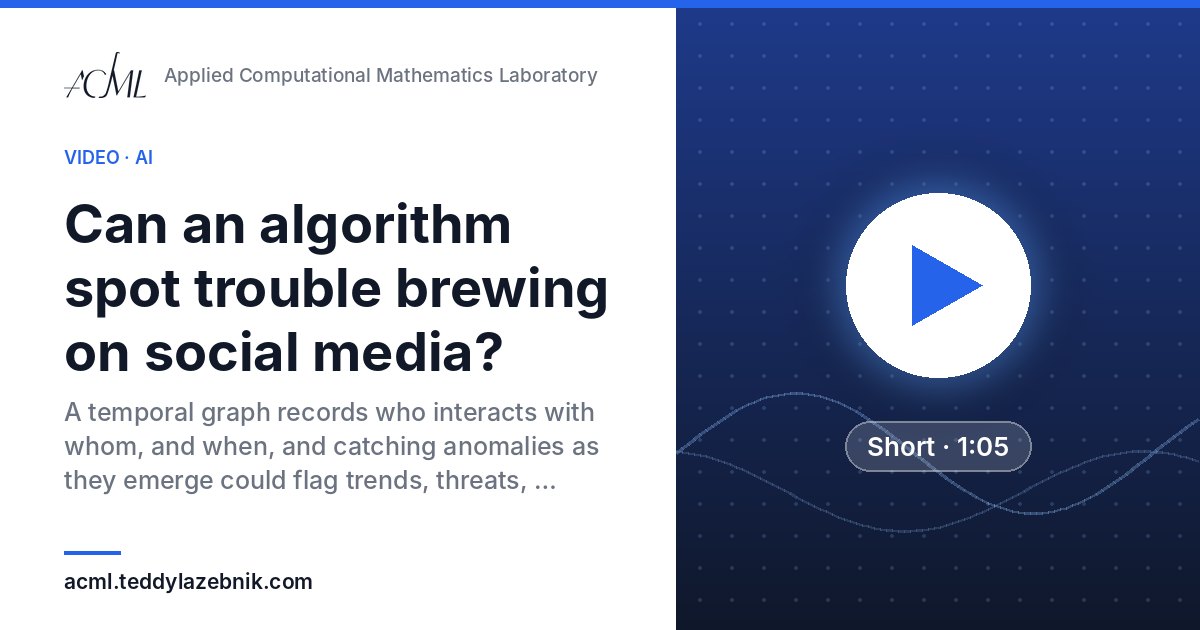 ACML
Applied Computational Mathematics Laboratory
VIDEO · AI
Can an algorithm
spot trouble brewing
on social media?
A temporal graph records who interacts with
whom, and when, and catching anomalies as
they emerge could flag trends, threats, ...
acml.teddylazebnik.com
Short · 1:05